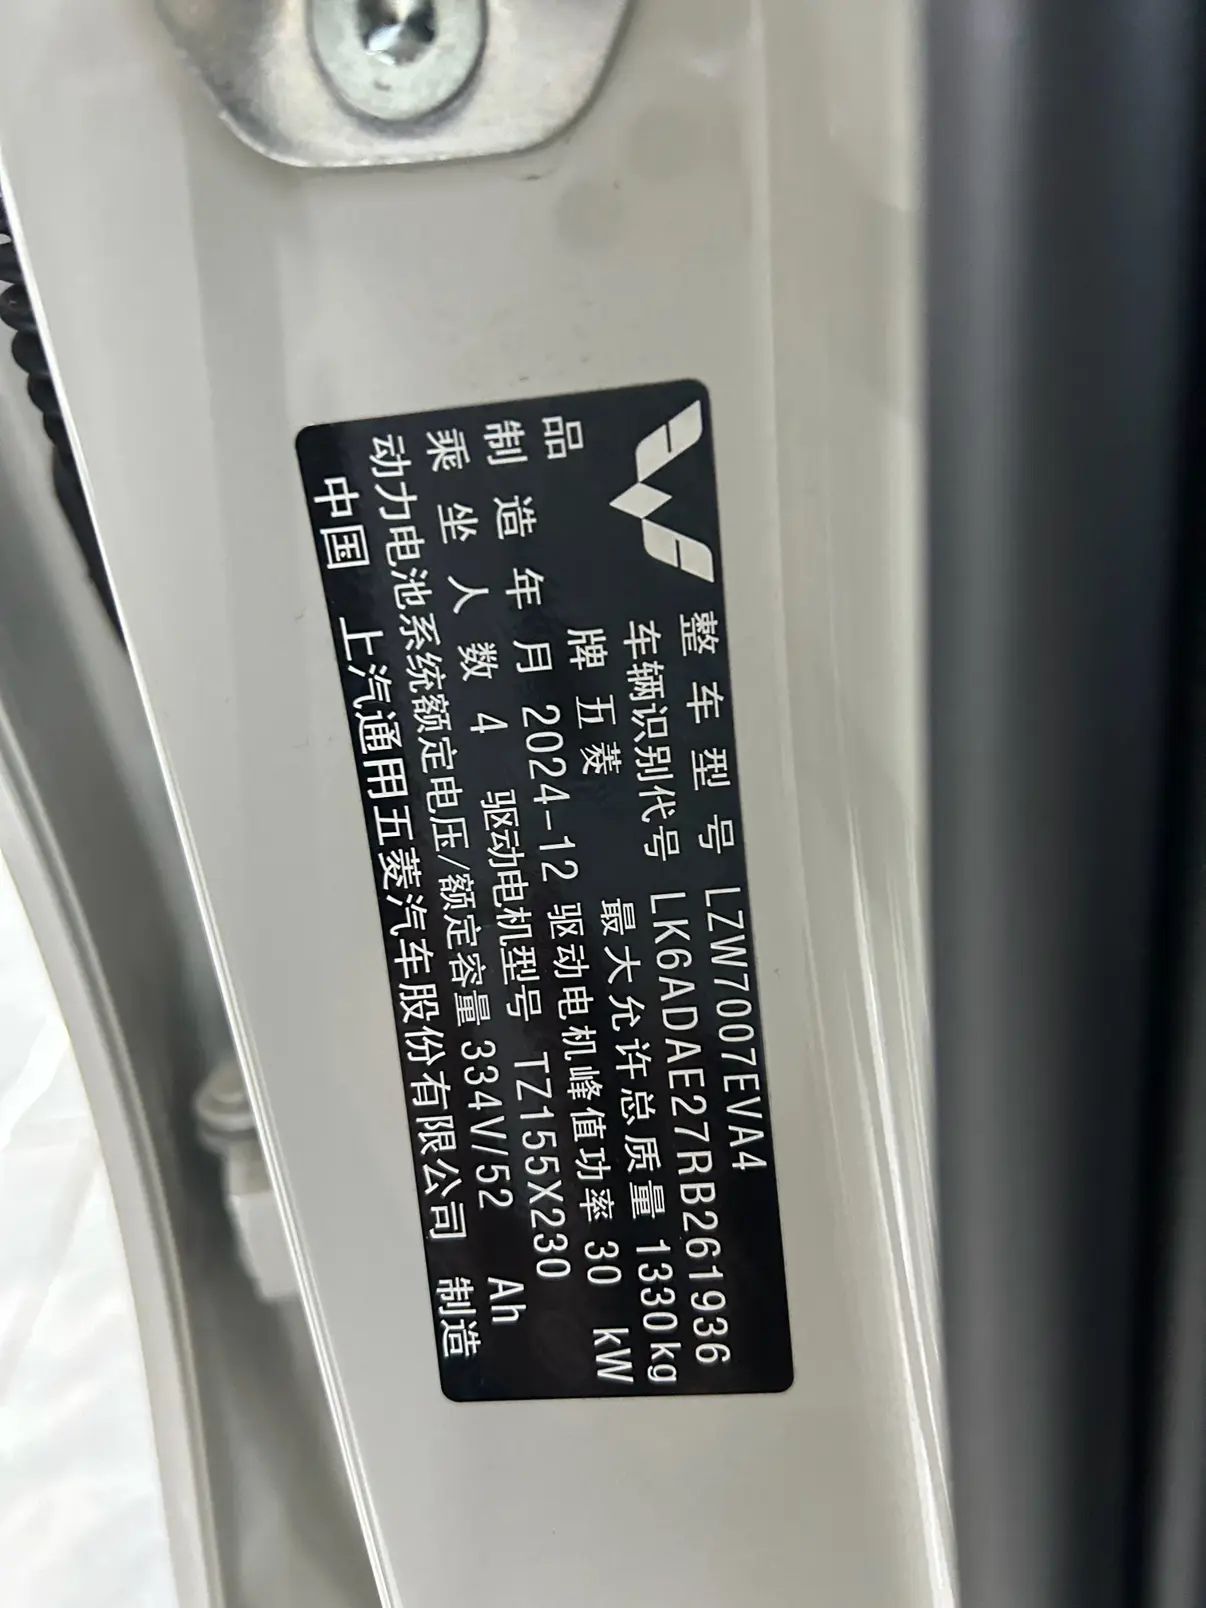 整车型号 LZW7007EVA4
车辆识别代号 LK6ADAE27RB261936
品牌 五菱 最大允许总质量 1330kg
制造年月 2024-12 驱动电机峰值功率 30 kW
乘坐人数 4 驱动电机型号 TZ155X230
动力电池系统额定电压/额定容量 334V/52 Ah
中国 上汽通用五菱汽车股份有限公司 制造